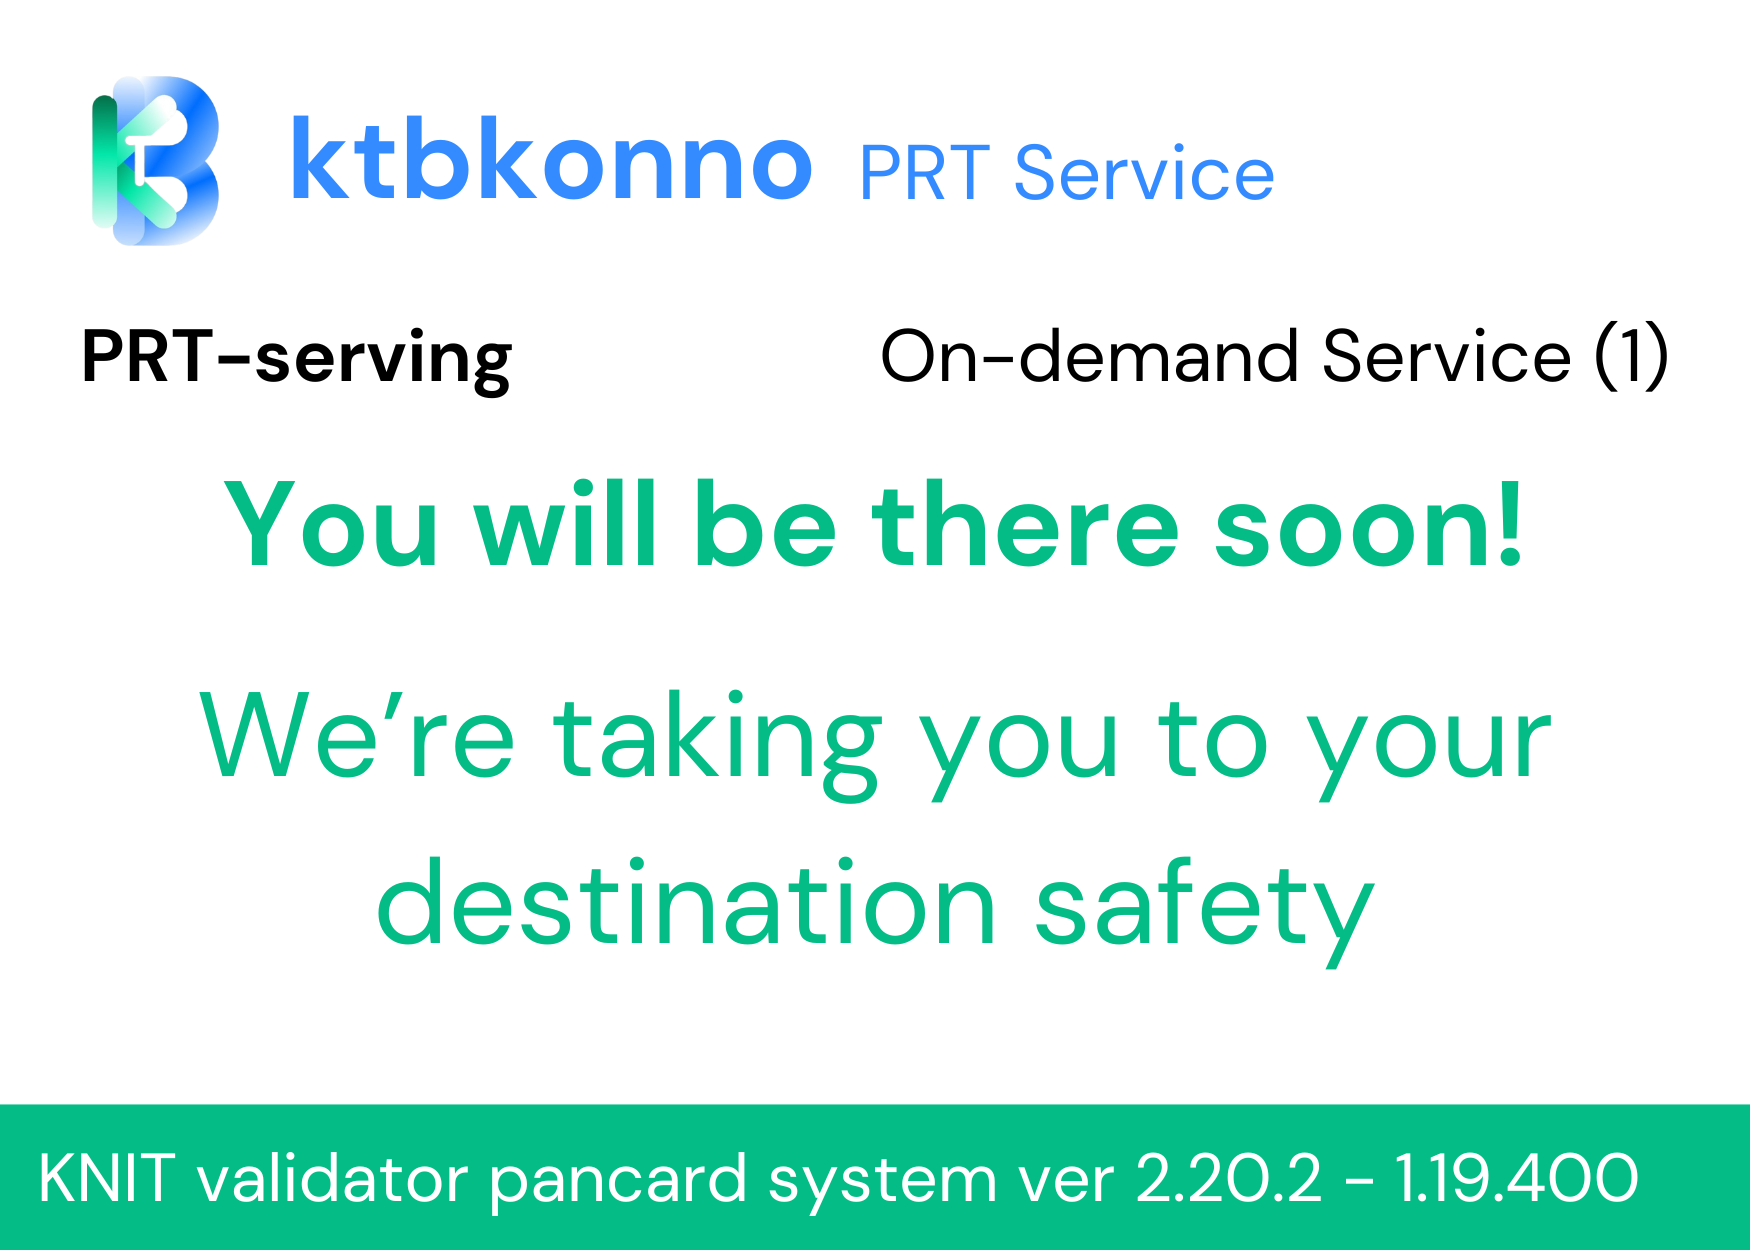 ktbkonno PRT Service
PRT-serving On-demand Service (1)
You will be there soon!
We’re taking you to your
destination safety
KNIT validator pancard system ver 2.20.2 - 1.19.400